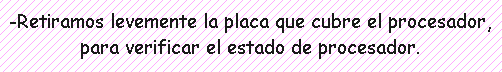 -Retiramos levemente la placa que cubre el procesador,
para verificar el estado de procesador.